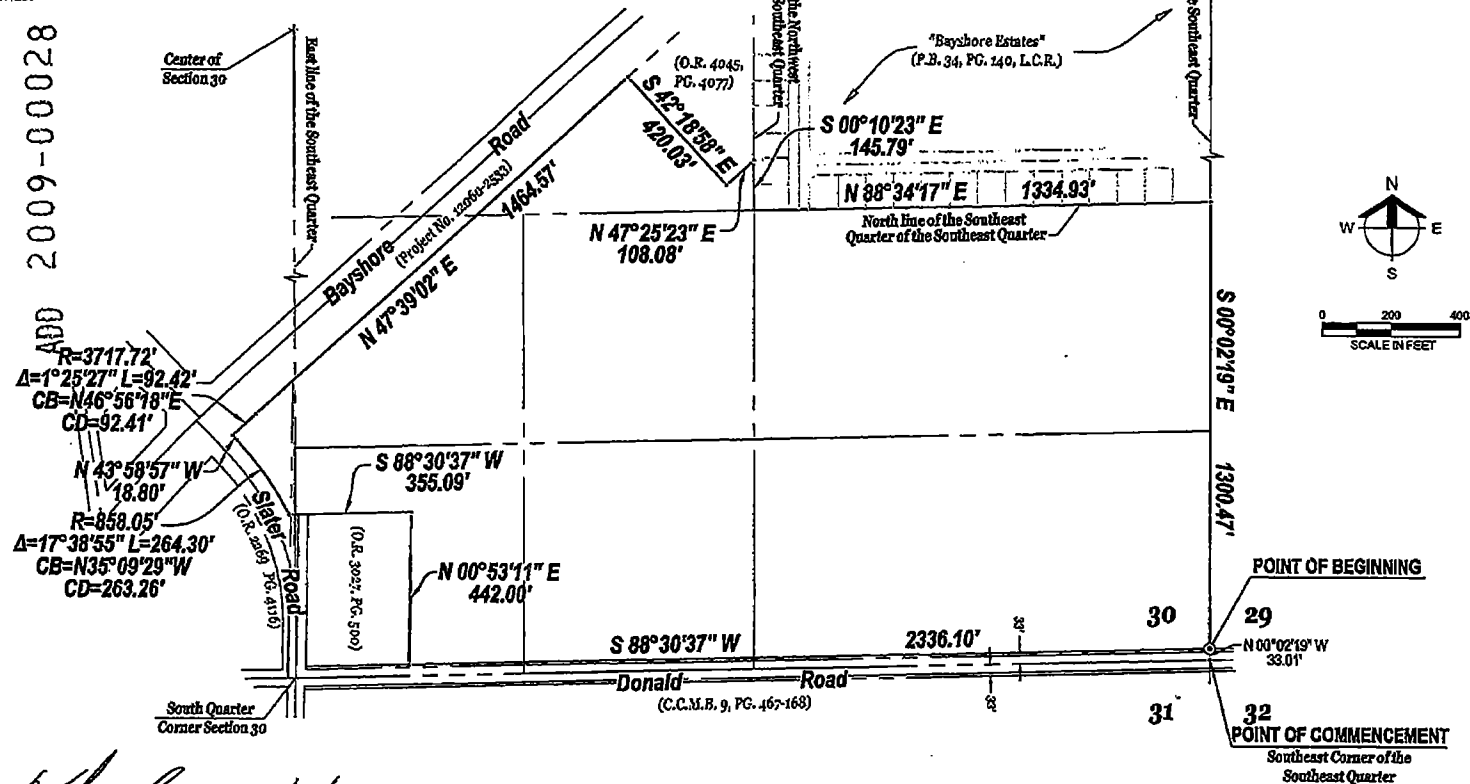 ADD 2009-00028
Center of
Section 30
East line of the Southeast Quarter
Bayshore Road
(Project No. 12060-2533)
N 47°39'02" E
1464.57'
(O.R. 4045,
PG. 4077)
S 42°18'58" E
420.03'
the Northwest
Southeast Quarter
"Bayshore Estates"
(P.B. 34, PG. 140, L.C.R.)
Southeast Quarter
S 00°10'23" E
145.79'
N 88°34'17" E 1334.93'
North line of the Southeast
Quarter of the Southeast Quarter
N 47°25'23" E
108.08'
N
W E
S
0 200 400
SCALE IN FEET
S 00°02'19" E
1300.47'
R=3717.72'
Δ=1°25'27" L=92.42'
CB=N46°56'18"E
CD=92.41'
N 43°58'57" W
18.80'
R=858.05'
Δ=17°38'55" L=264.30'
CB=N35°09'29"W
CD=263.26'
Slater Road
(O.R. 2269 PG. 4116)
S 88°30'37" W
355.09'
(O.R. 3027, PG. 500)
N 00°53'11" E
442.00'
S 88°30'37" W 2336.10'
33'
30 29
POINT OF BEGINNING
N 00°02'19" W
33.01'
Donald Road
(C.C.M.B. 9, PG. 467-168)
South Quarter
Corner Section 30
31 32
POINT OF COMMENCEMENT
Southeast Corner of the
Southeast Quarter